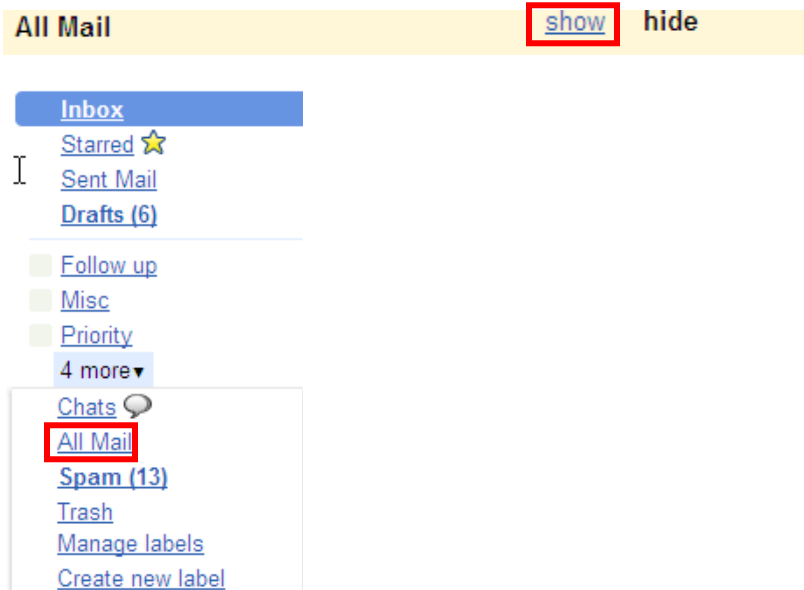 All Mail show hide
Inbox
Starred
Sent Mail
Drafts (6)
Follow up
Misc
Priority
4 more▾
Chats
All Mail
Spam (13)
Trash
Manage labels
Create new label